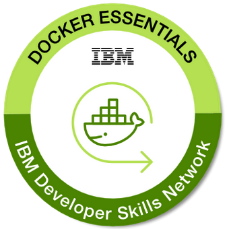 DOCKER ESSENTIALS
IBM
IBM Developer Skills Network